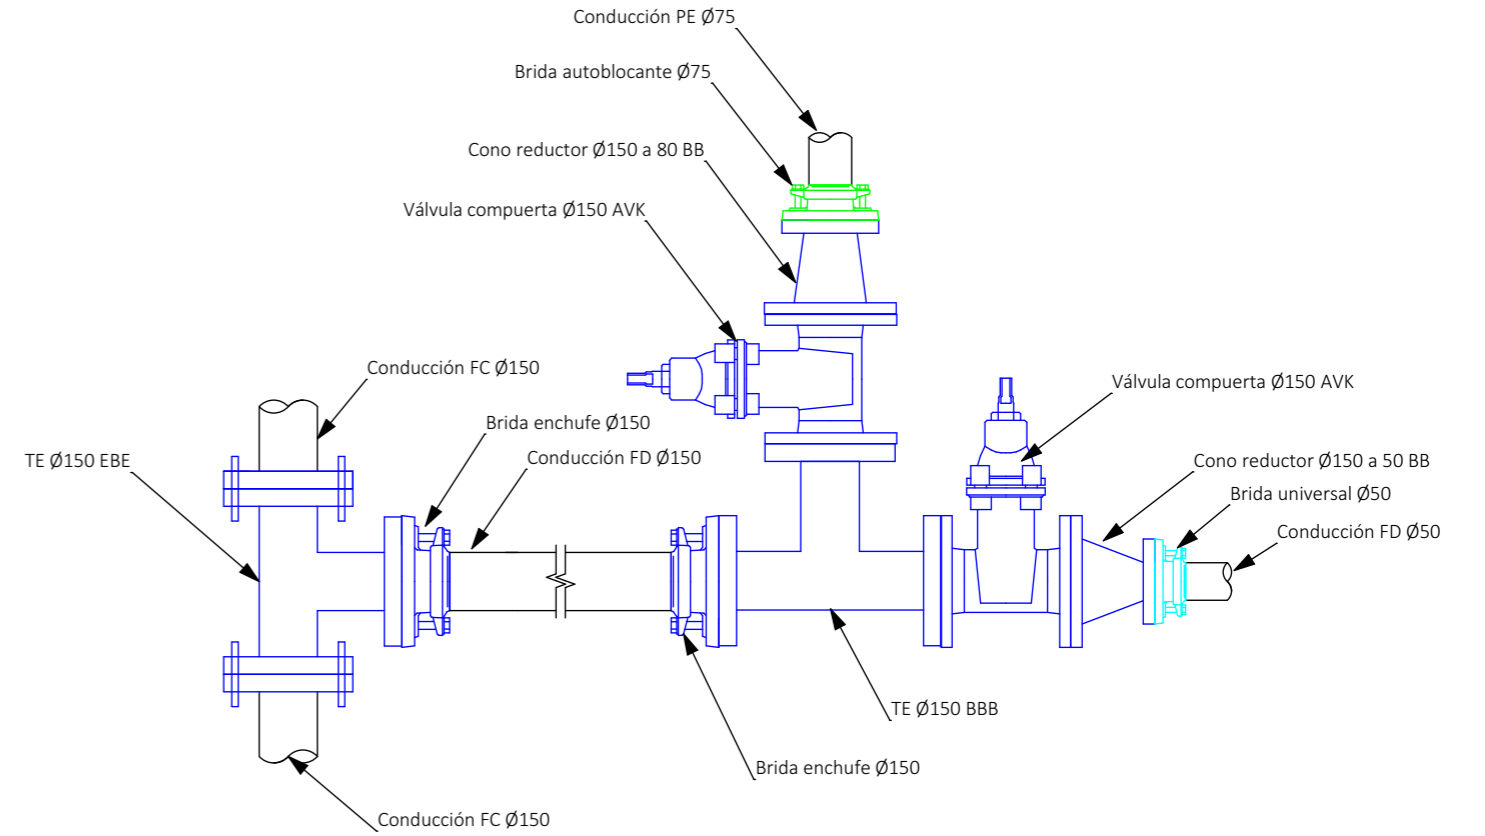 Conducción PE Ø75
Brida autoblocante Ø75
Cono reductor Ø150 a 80 BB
Válvula compuerta Ø150 AVK
Conducción FC Ø150
Válvula compuerta Ø150 AVK
Brida enchufe Ø150
Conducción FD Ø150
TE Ø150 EBE
Cono reductor Ø150 a 50 BB
Brida universal Ø50
Conducción FD Ø50
TE Ø150 BBB
Brida enchufe Ø150
Conducción FC Ø150